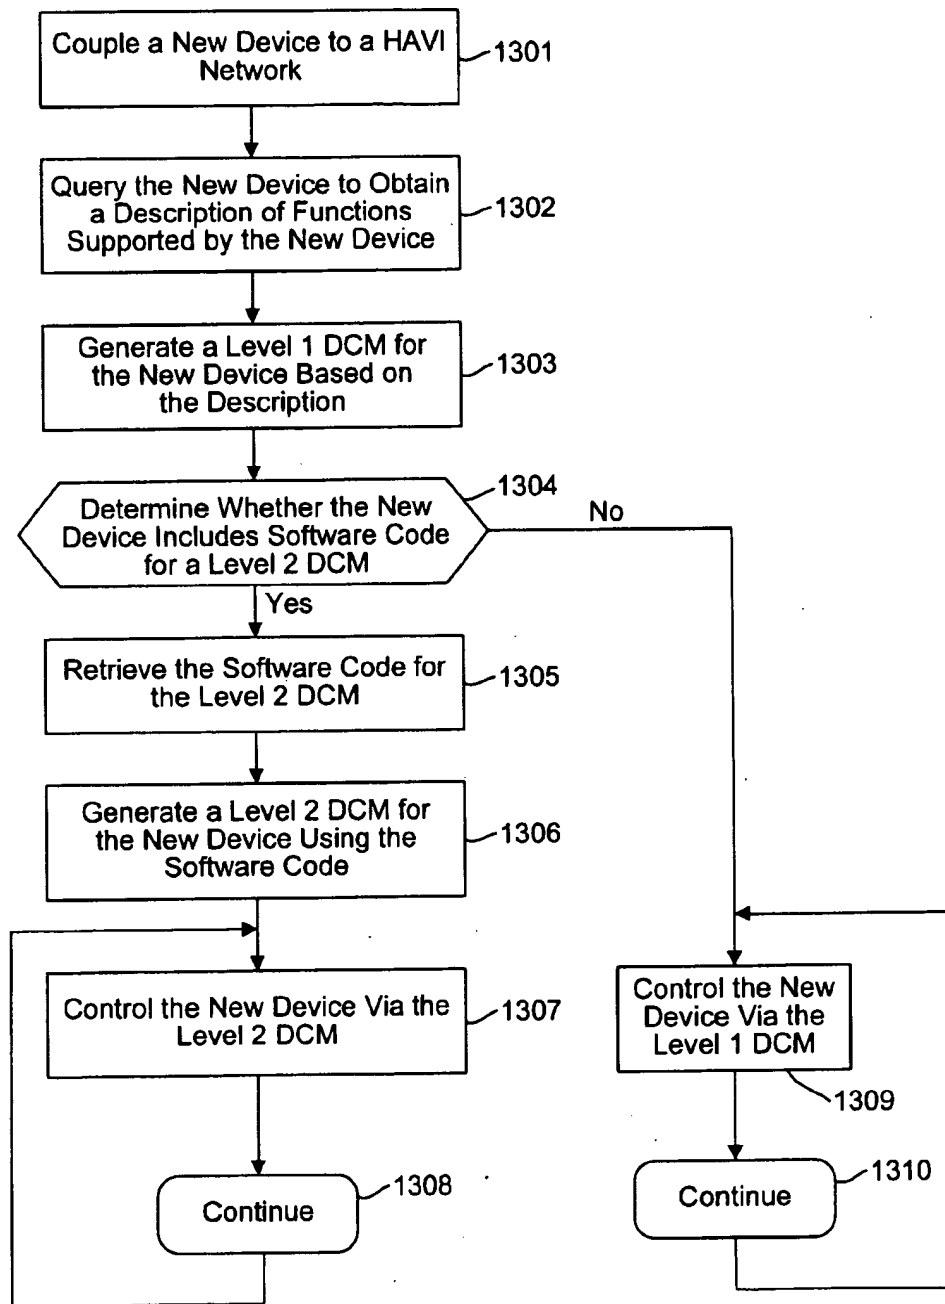 Couple a New Device to a HAVI
Network
1301
Query the New Device to Obtain
a Description of Functions
Supported by the New Device
1302
Generate a Level 1 DCM for
the New Device Based on
the Description
1303
Determine Whether the New
Device Includes Software Code
for a Level 2 DCM
1304
No
Yes
Retrieve the Software Code for
the Level 2 DCM
1305
Generate a Level 2 DCM for
the New Device Using the
Software Code
1306
Control the New Device Via the
Level 2 DCM
1307
Control the New
Device Via the
Level 1 DCM
1309
Continue
1308
Continue
1310